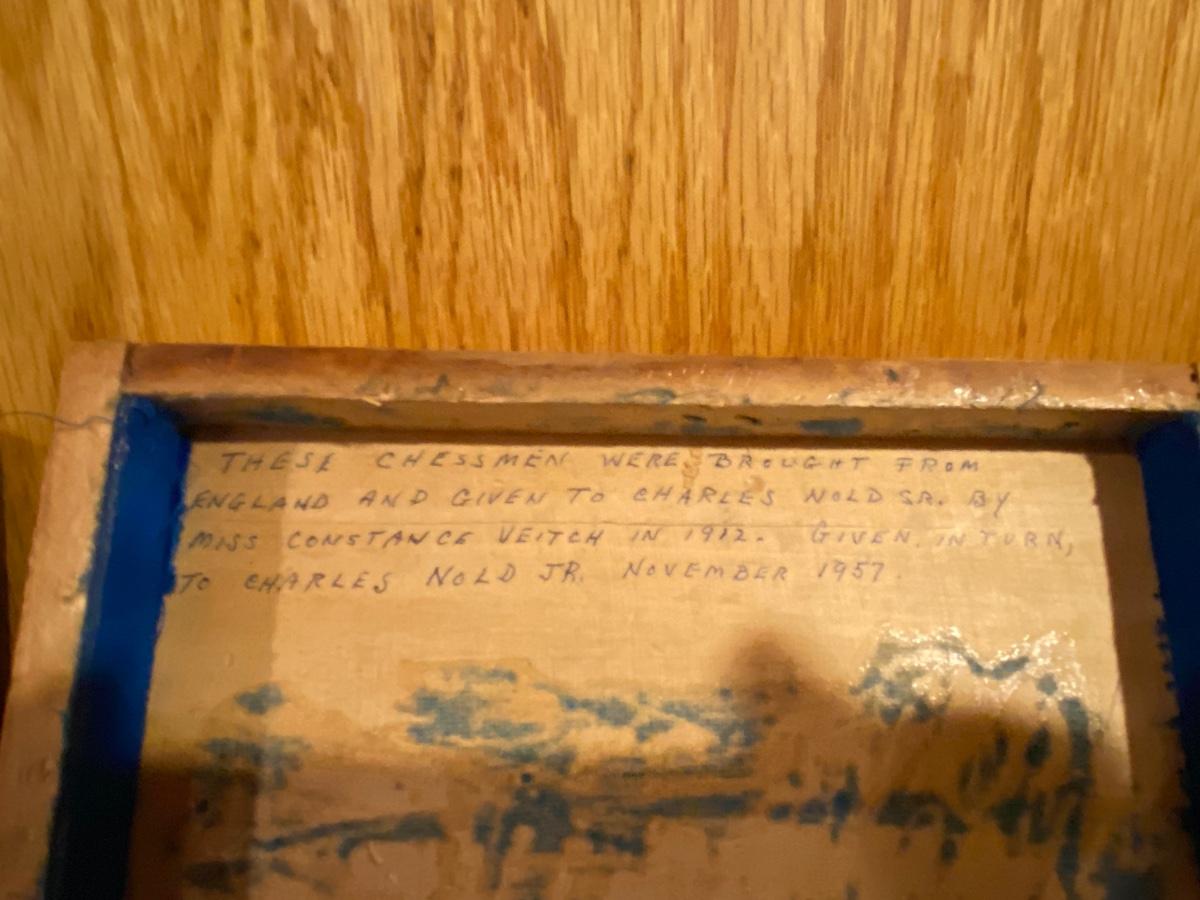 THESE CHESSMEN WERE BROUGHT FROM
ENGLAND AND GIVEN TO CHARLES NOLD SR. BY
MISS CONSTANCE VEITCH IN 1912. GIVEN, IN TURN,
TO CHARLES NOLD JR. NOVEMBER 1957.